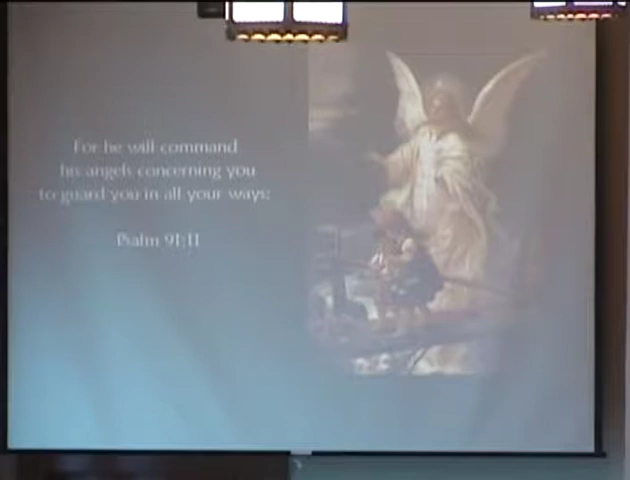 For he will command
his angels concerning you
to guard you in all your ways;
Psalm 91:11